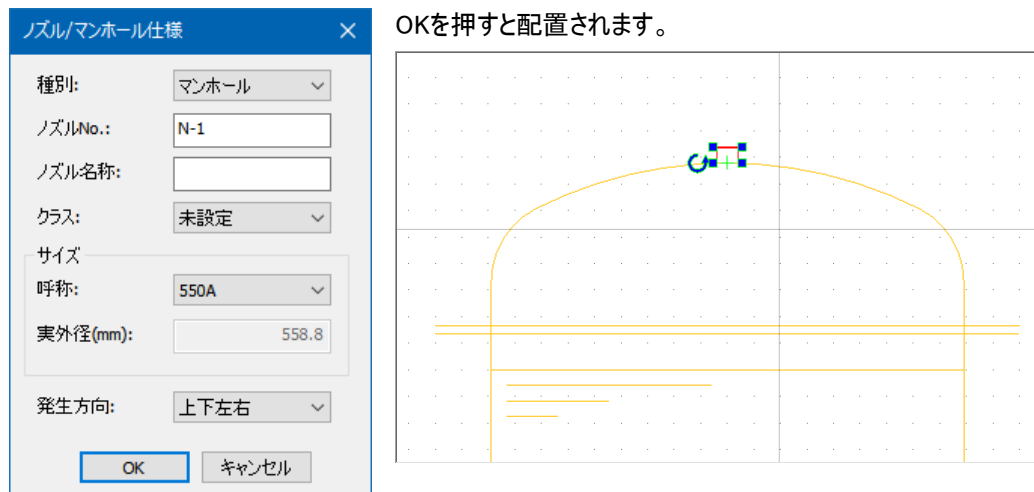 ノズル/マンホール仕様
OKを押すと配置されます。
種別: マンホール
ノズルNo.: N-1
ノズル名称:
クラス: 未設定
サイズ
呼称: 550A
実外径(mm): 558.8
発生方向: 上下左右
OK キャンセル